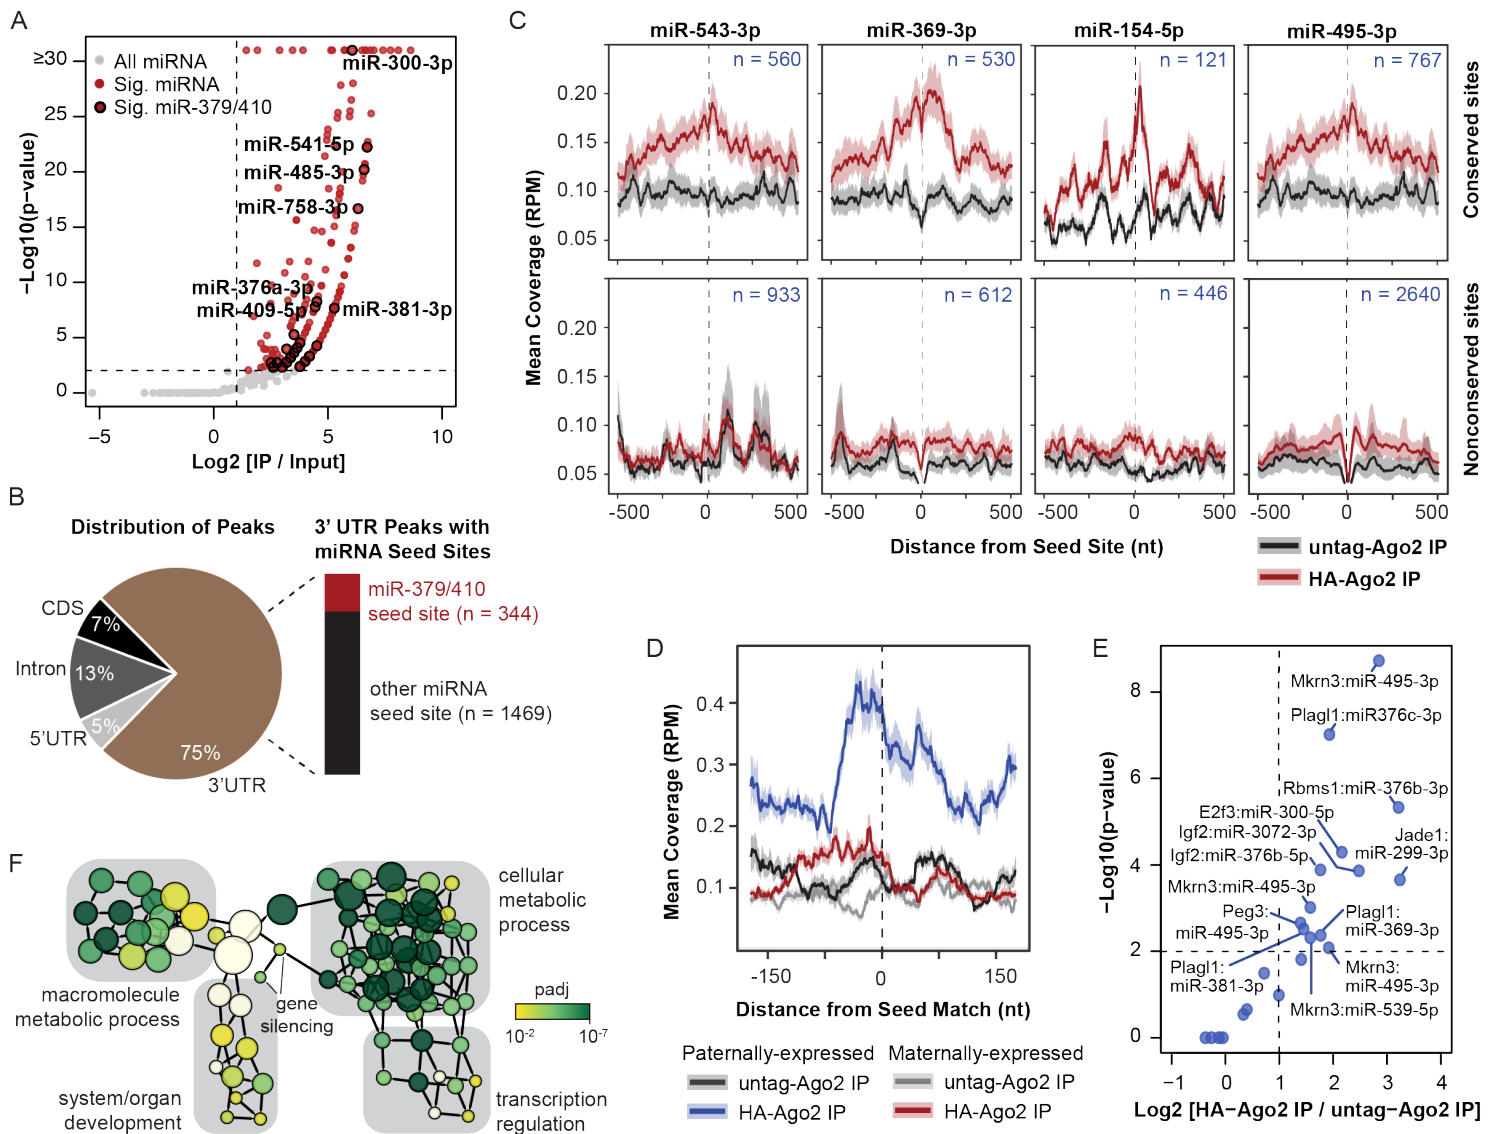 A
≥30
25
20
15
10
5
0
−Log10(p−value)
All miRNA
Sig. miRNA
Sig. miR-379/410
miR-300-3p
miR-541-5p
miR-485-3p
miR-758-3p
miR-376a-3p
miR-409-5p
miR-381-3p
−5
0
5
10
Log2 [IP / Input]
B
Distribution of Peaks
3’ UTR Peaks with
miRNA Seed Sites
CDS
7%
Intron
13%
5’UTR
5%
75%
3’UTR
miR-379/410
seed site (n = 344)
other miRNA
seed site (n = 1469)
C
miR-543-3p
miR-369-3p
miR-154-5p
miR-495-3p
n = 560
n = 530
n = 121
n = 767
0.20
0.15
0.10
0.05
Conserved sites
Mean Coverage (RPM)
n = 933
n = 612
n = 446
n = 2640
0.20
0.15
0.10
0.05
Nonconserved sites
-500
0
500
-500
0
500
-500
0
500
-500
0
500
Distance from Seed Site (nt)
untag-Ago2 IP
HA-Ago2 IP
D
0.4
0.3
0.2
0.1
Mean Coverage (RPM)
-150
0
150
Distance from Seed Match (nt)
Paternally-expressed
Maternally-expressed
untag-Ago2 IP
untag-Ago2 IP
HA-Ago2 IP
HA-Ago2 IP
E
8
6
4
2
0
−Log10(p−value)
Mkrn3:miR-495-3p
Plagl1:miR376c-3p
Rbms1:miR-376b-3p
E2f3:miR-300-5p
Igf2:miR-3072-3p
Igf2:miR-376b-5p
Jade1:
miR-299-3p
Mkrn3:miR-495-3p
Peg3:
miR-495-3p
Plagl1:
miR-369-3p
Plagl1:
miR-381-3p
Mkrn3:
miR-495-3p
Mkrn3:miR-539-5p
−1
0
1
2
3
4
Log2 [HA−Ago2 IP / untag−Ago2 IP]
F
cellular
metabolic
process
macromolecule
metabolic process
gene
silencing
padj
10-2
10-7
system/organ
development
transcription
regulation